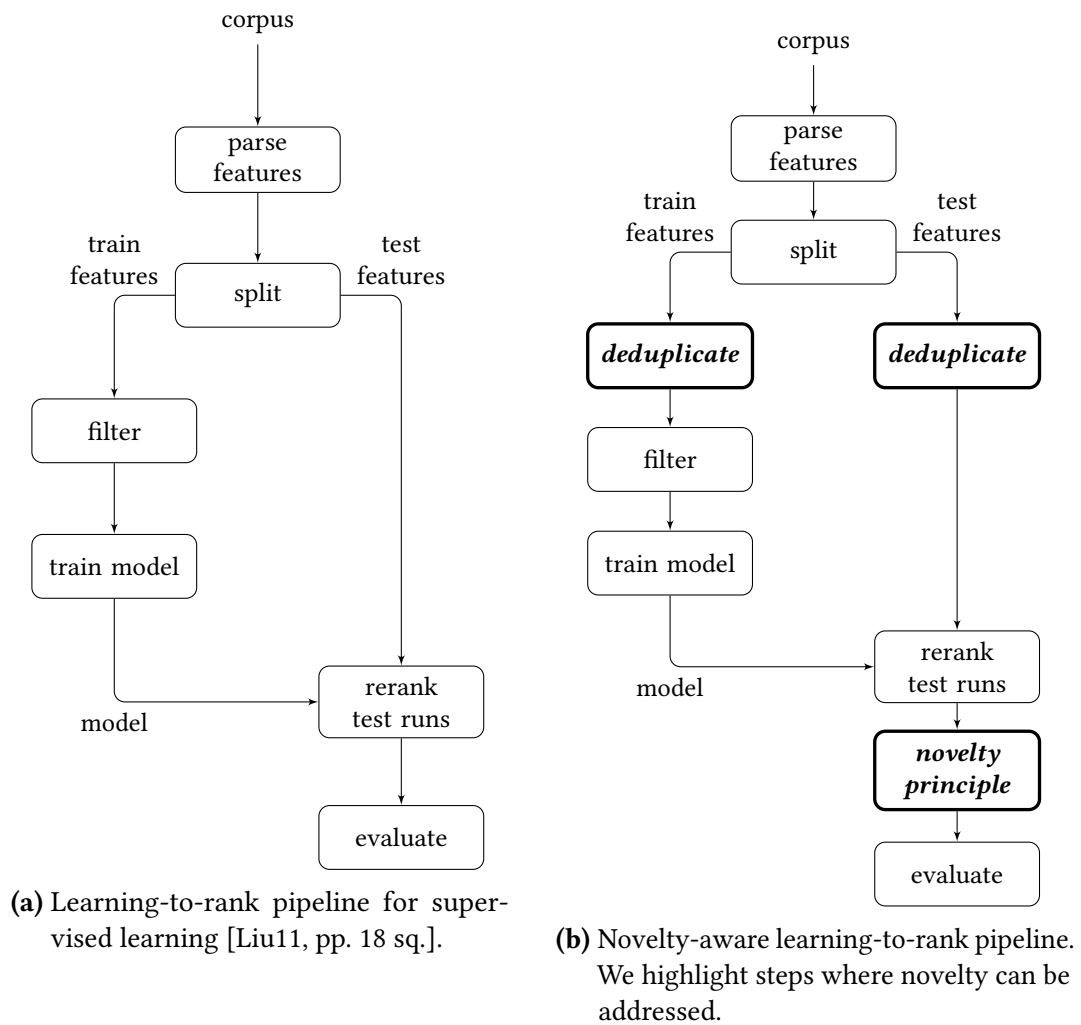 corpus
parse
features
train
features
test
features
split
filter
train model
model
rerank
test runs
evaluate
(a) Learning-to-rank pipeline for super-
vised learning [Liu11, pp. 18 sq.].
corpus
parse
features
train
features
test
features
split
deduplicate
deduplicate
filter
train model
model
rerank
test runs
novelty
principle
evaluate
(b) Novelty-aware learning-to-rank pipeline.
We highlight steps where novelty can be
addressed.